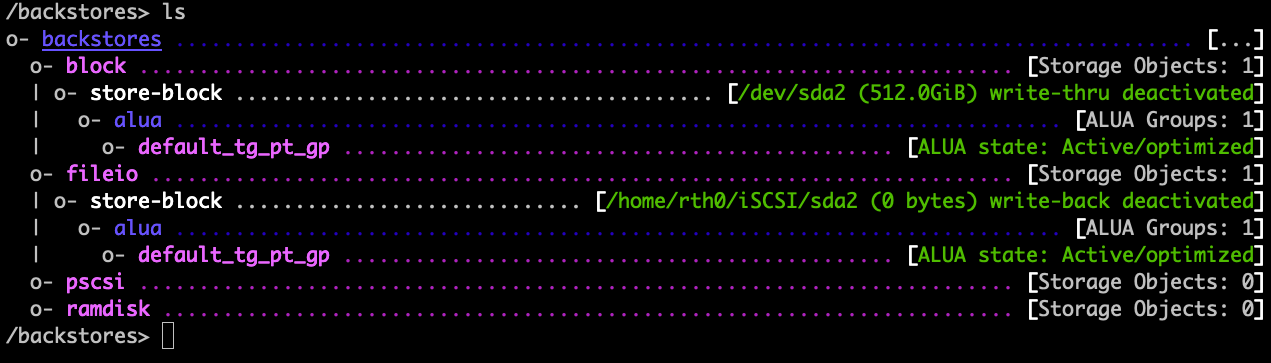 /backstores> ls
o- backstores ..................................................................................... [...]
  o- block ......................................................................... [Storage Objects: 1]
  | o- store-block ........................................ [/dev/sda2 (512.0GiB) write-thru deactivated]
  |   o- alua .......................................................................... [ALUA Groups: 1]
  |     o- default_tg_pt_gp .............................................. [ALUA state: Active/optimized]
  o- fileio ........................................................................ [Storage Objects: 1]
  | o- store-block ............................. [/home/rth0/iSCSI/sda2 (0 bytes) write-back deactivated]
  |   o- alua .......................................................................... [ALUA Groups: 1]
  |     o- default_tg_pt_gp .............................................. [ALUA state: Active/optimized]
  o- pscsi ......................................................................... [Storage Objects: 0]
  o- ramdisk ....................................................................... [Storage Objects: 0]
/backstores>